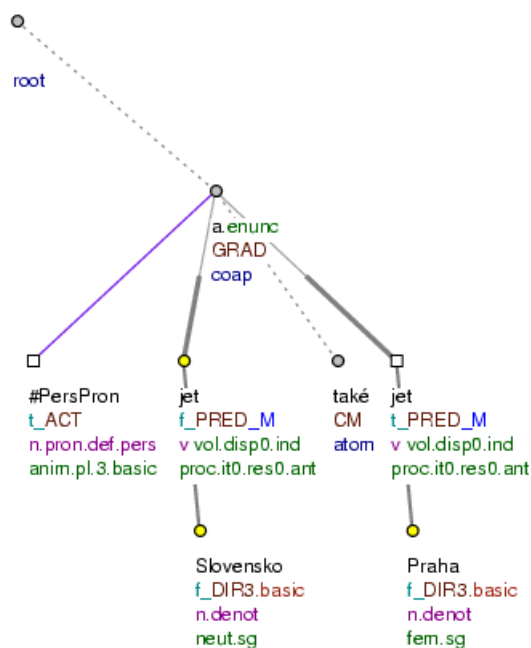 root
a.enunc
GRAD
coap
#PersPron
t_ACT
n.pron.def.pers
anim.pl.3.basic
jet
f_PRED_M
v vol.disp0.ind
proc.it0.res0.ant
také
CM
atom
jet
t_PRED_M
v vol.disp0.ind
proc.it0.res0.ant
Slovensko
f_DIR3.basic
n.denot
neut.sg
Praha
f_DIR3.basic
n.denot
fem.sg